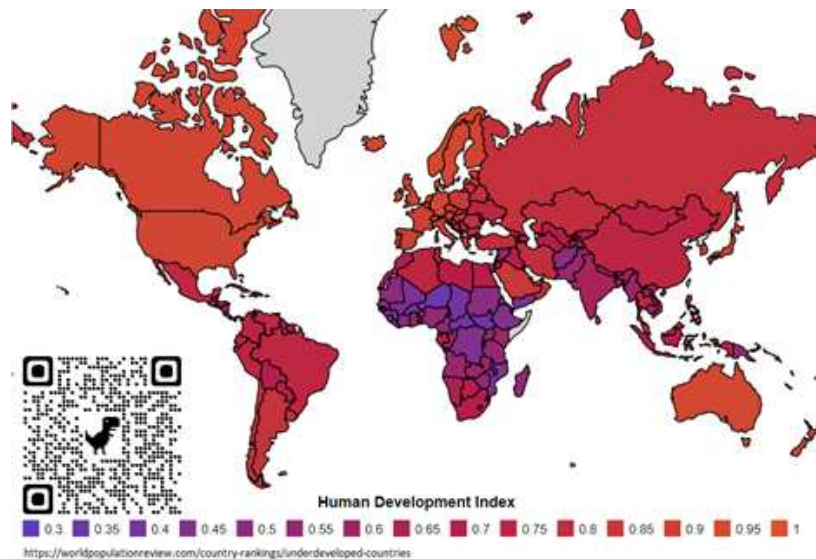 Human Development Index
0.3 0.35 0.4 0.45 0.5 0.55 0.6 0.65 0.7 0.75 0.8 0.85 0.9 0.95 1
https://worldpopulationreview.com/country-rankings/underdeveloped-countries